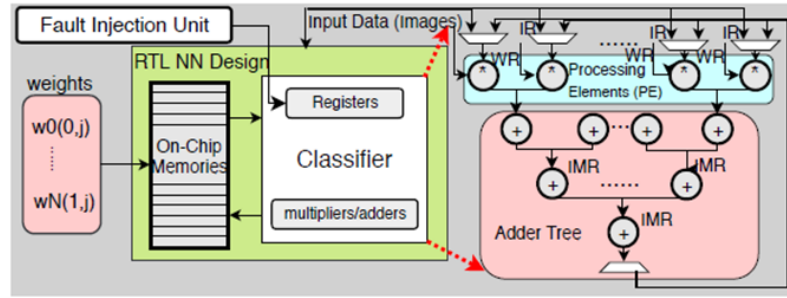 Fault Injection Unit
Input Data (Images)
IR
IR
......
IR
IR
RTL NN Design
weights
w0(0,j)
......
wN(1,j)
On-Chip
Memories
Registers
Classifier
multipliers/adders
WR
WR
WR
WR
*
*
*
*
Processing
Elements (PE)
+
+
...
+
+
IMR
IMR
+
......
+
IMR
+
Adder Tree